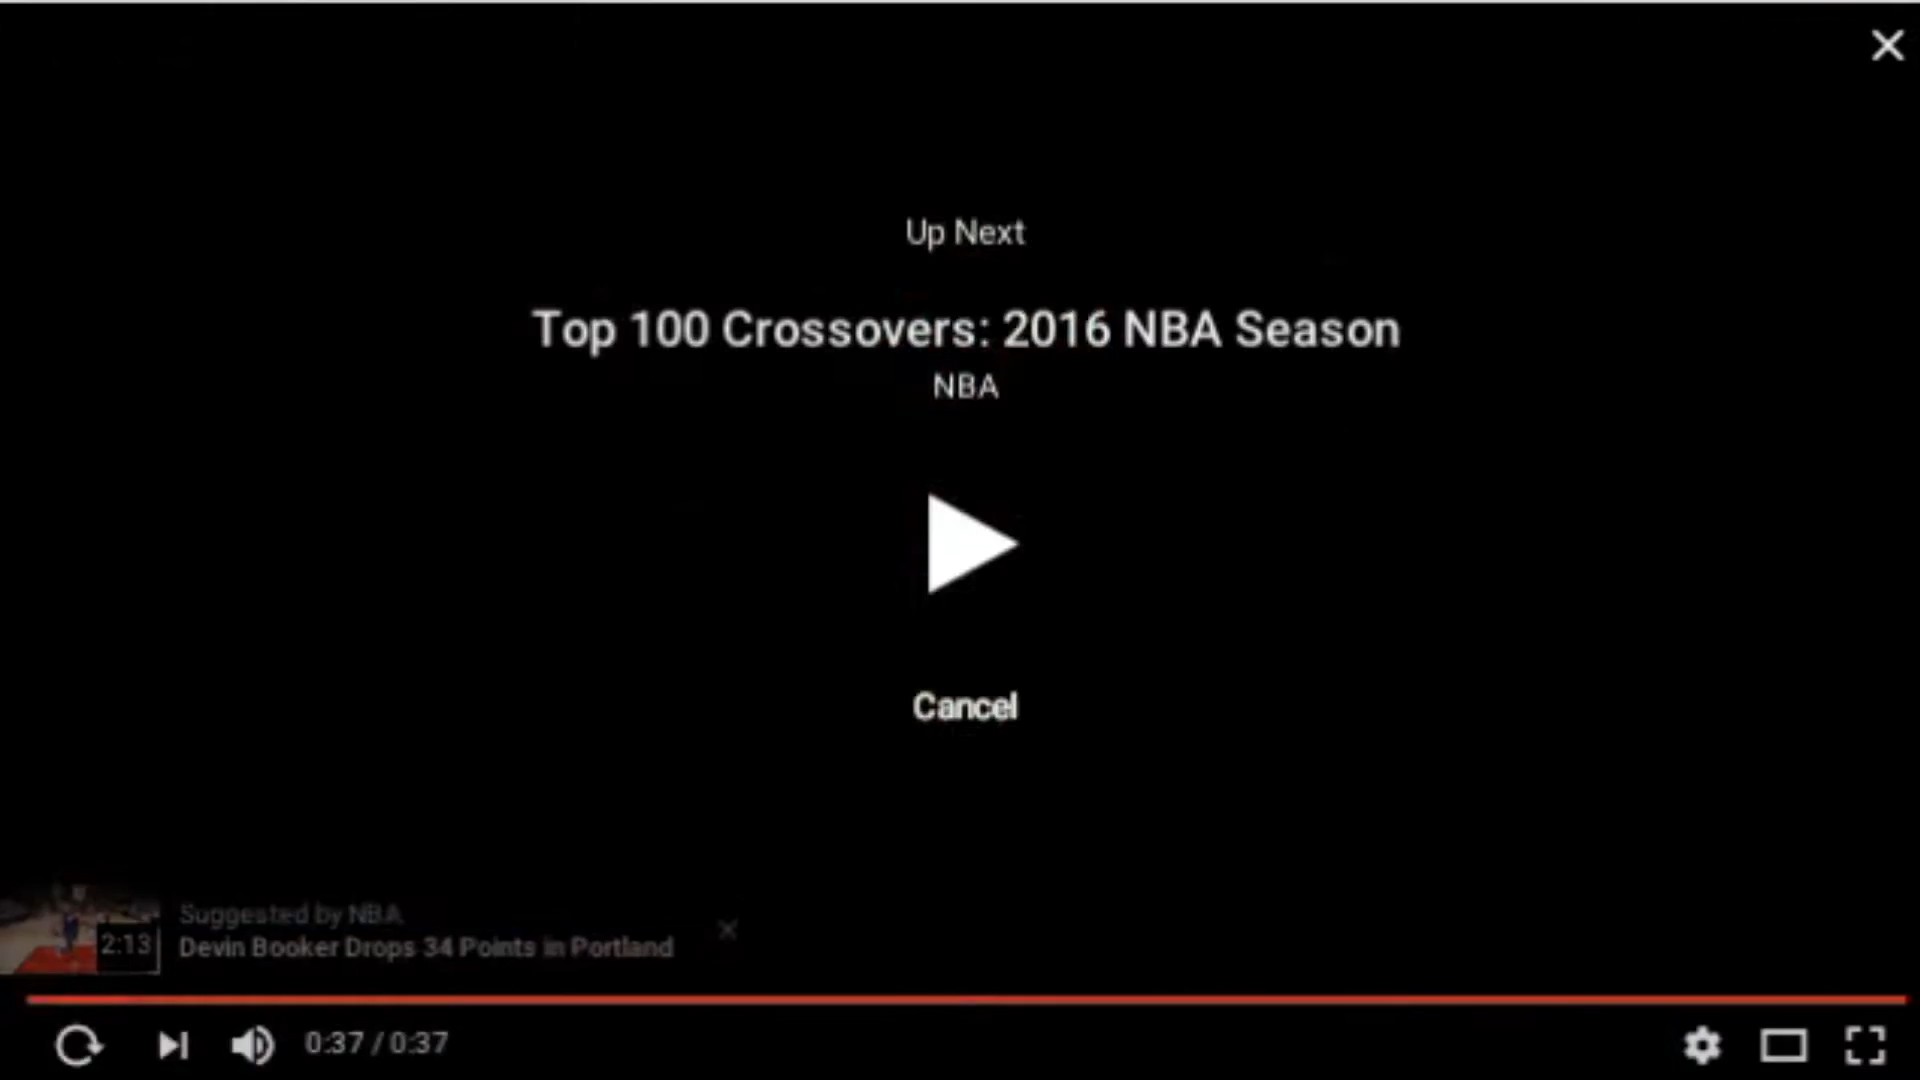 Up Next
Top 100 Crossovers: 2016 NBA Season
NBA
Cancel
Suggested by NBA
2:13
Devin Booker Drops 34 Points in Portland
0:37 / 0:37